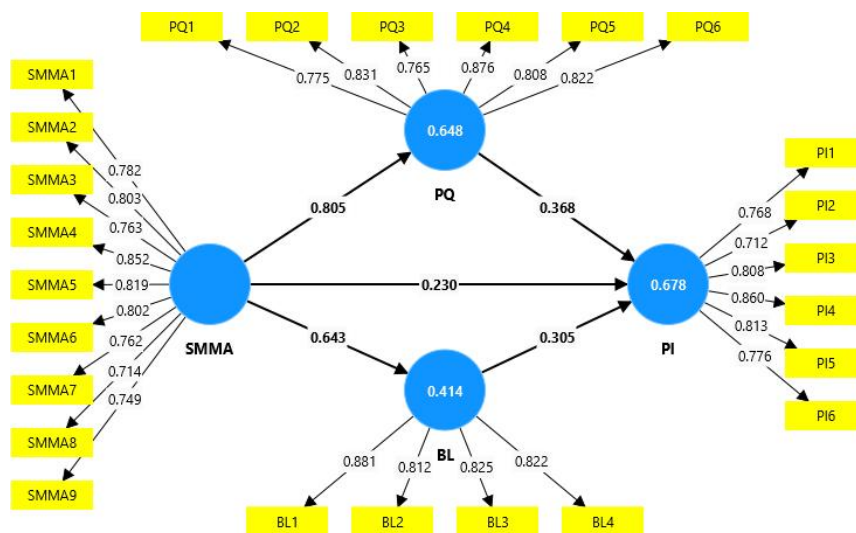 PQ1 PQ2 PQ3 PQ4 PQ5 PQ6
0.775 0.831 0.765 0.876 0.808 0.822
0.648
PQ
SMMA1
SMMA2
SMMA3
SMMA4
SMMA5
SMMA6
SMMA7
SMMA8
SMMA9
0.782
0.803
0.763
0.852
0.819
0.802
0.762
0.714
0.749
SMMA
0.805
0.368
0.230
0.643
0.305
0.678
PI
0.768
0.712
0.808
0.860
0.813
0.776
PI1
PI2
PI3
PI4
PI5
PI6
0.414
BL
0.881 0.812 0.825 0.822
BL1 BL2 BL3 BL4